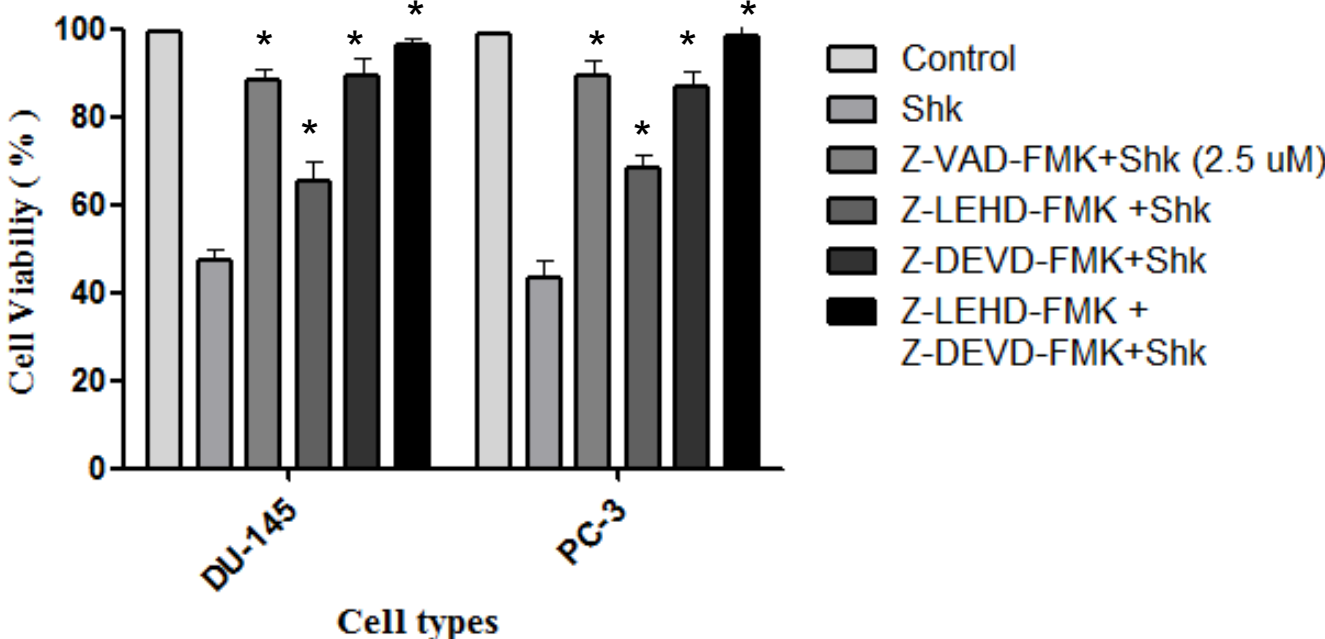 * * * * * * * *
100
80
60
40
20
0
Cell Viabiliy ( % )
DU-145
PC-3
Cell types
Control
Shk
Z-VAD-FMK+Shk (2.5 uM)
Z-LEHD-FMK +Shk
Z-DEVD-FMK+Shk
Z-LEHD-FMK +
Z-DEVD-FMK+Shk